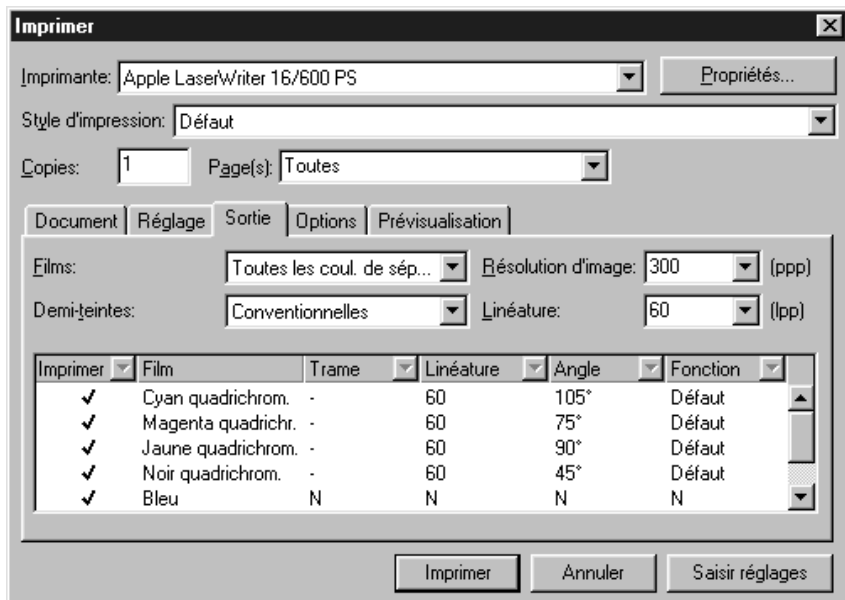 Imprimer
Imprimante: Apple LaserWriter 16/600 PS Propriétés...
Style d'impression: Défaut
Copies: 1 Page(s): Toutes
Document Réglage Sortie Options Prévisualisation
Films: Toutes les coul. de sép... Résolution d'image: 300 (ppp)
Demi-teintes: Conventionnelles Linéature: 60 (lpp)
Imprimer Film Trame Linéature Angle Fonction
Cyan quadrichrom. - 60 105° Défaut
Magenta quadrichr. - 60 75° Défaut
Jaune quadrichrom. - 60 90° Défaut
Noir quadrichrom. - 60 45° Défaut
Bleu N N N N
Imprimer Annuler Saisir réglages